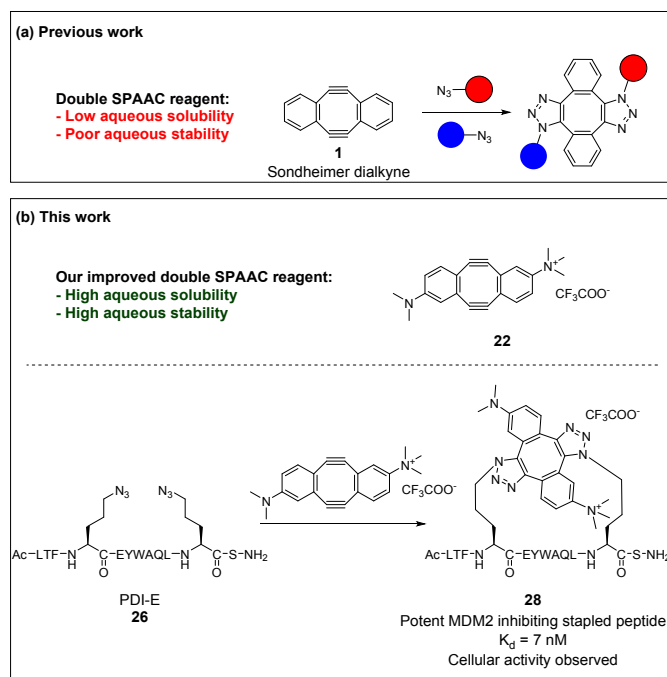 (a) Previous work
Double SPAAC reagent:
- Low aqueous solubility
- Poor aqueous stability
1
Sondheimer dialkyne
N3
N3
N
N
N
N
N
N
(b) This work
Our improved double SPAAC reagent:
- High aqueous solubility
- High aqueous stability
N
N+
CF3COO-
22
N3
N3
Ac-LTF-N
H
O
C-EYWAQL-N
H
O
C-S-NH2
PDI-E
26
N
N+
CF3COO-
N
CF3COO-
N
N
N
N
N
N
N+
Ac-LTF-N
H
O
C-EYWAQL-N
H
O
C-S-NH2
28
Potent MDM2 inhibiting stapled peptide
Kd = 7 nM
Cellular activity observed